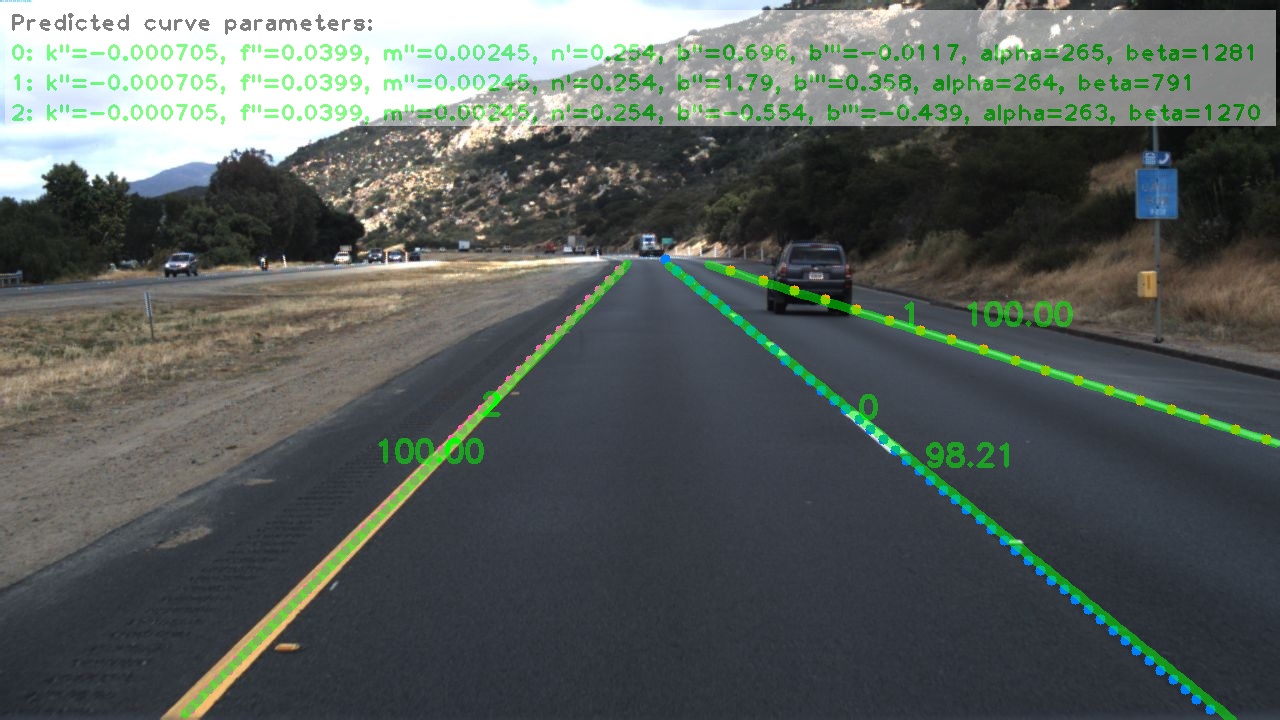 Predicted curve parameters:
0: k''=-0.000705, f''=0.0399, m''=0.00245, n'=0.254, b''=0.696, b'''=-0.0117, alpha=265, beta=1281
1: k''=-0.000705, f''=0.0399, m''=0.00245, n'=0.254, b''=1.79, b'''=0.358, alpha=264, beta=791
2: k''=-0.000705, f''=0.0399, m''=0.00245, n'=0.254, b''=-0.554, b'''=-0.439, alpha=263, beta=1270
1 100.00
2
0
100.00
98.21